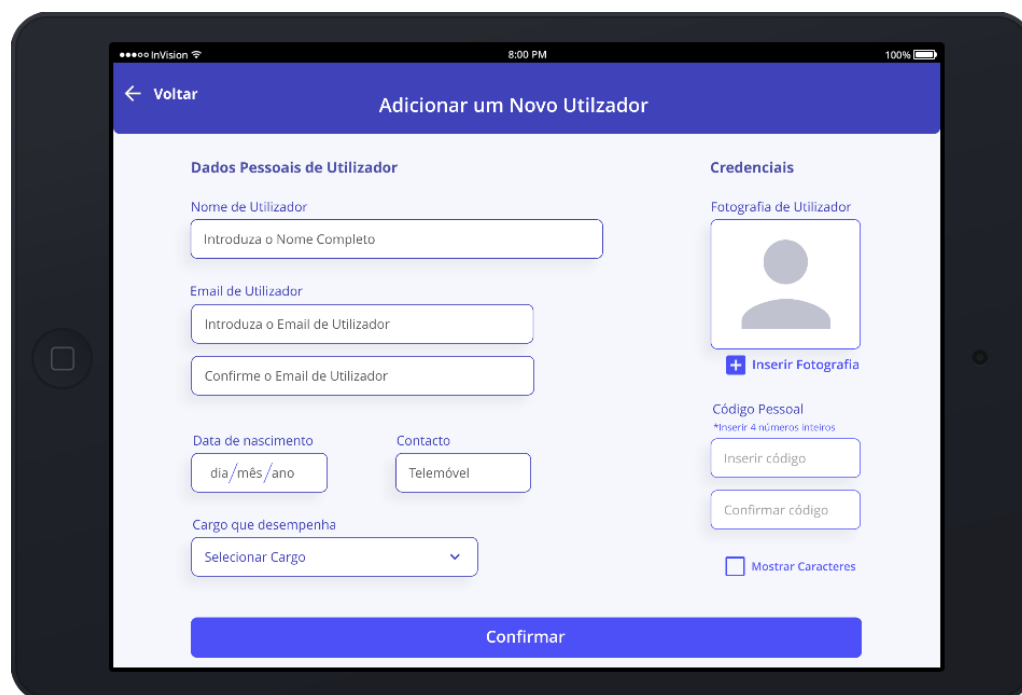 ●●●○○ InVision 8:00 PM 100%
Voltar
Adicionar um Novo Utilzador
Dados Pessoais de Utilizador
Nome de Utilizador
Introduza o Nome Completo
Email de Utilizador
Introduza o Email de Utilizador
Confirme o Email de Utilizador
Data de nascimento Contacto
dia/mês/ano Telemóvel
Cargo que desempenha
Selecionar Cargo
Credenciais
Fotografia de Utilizador
Inserir Fotografia
Código Pessoal
*Inserir 4 números inteiros
Inserir código
Confirmar código
Mostrar Caracteres
Confirmar